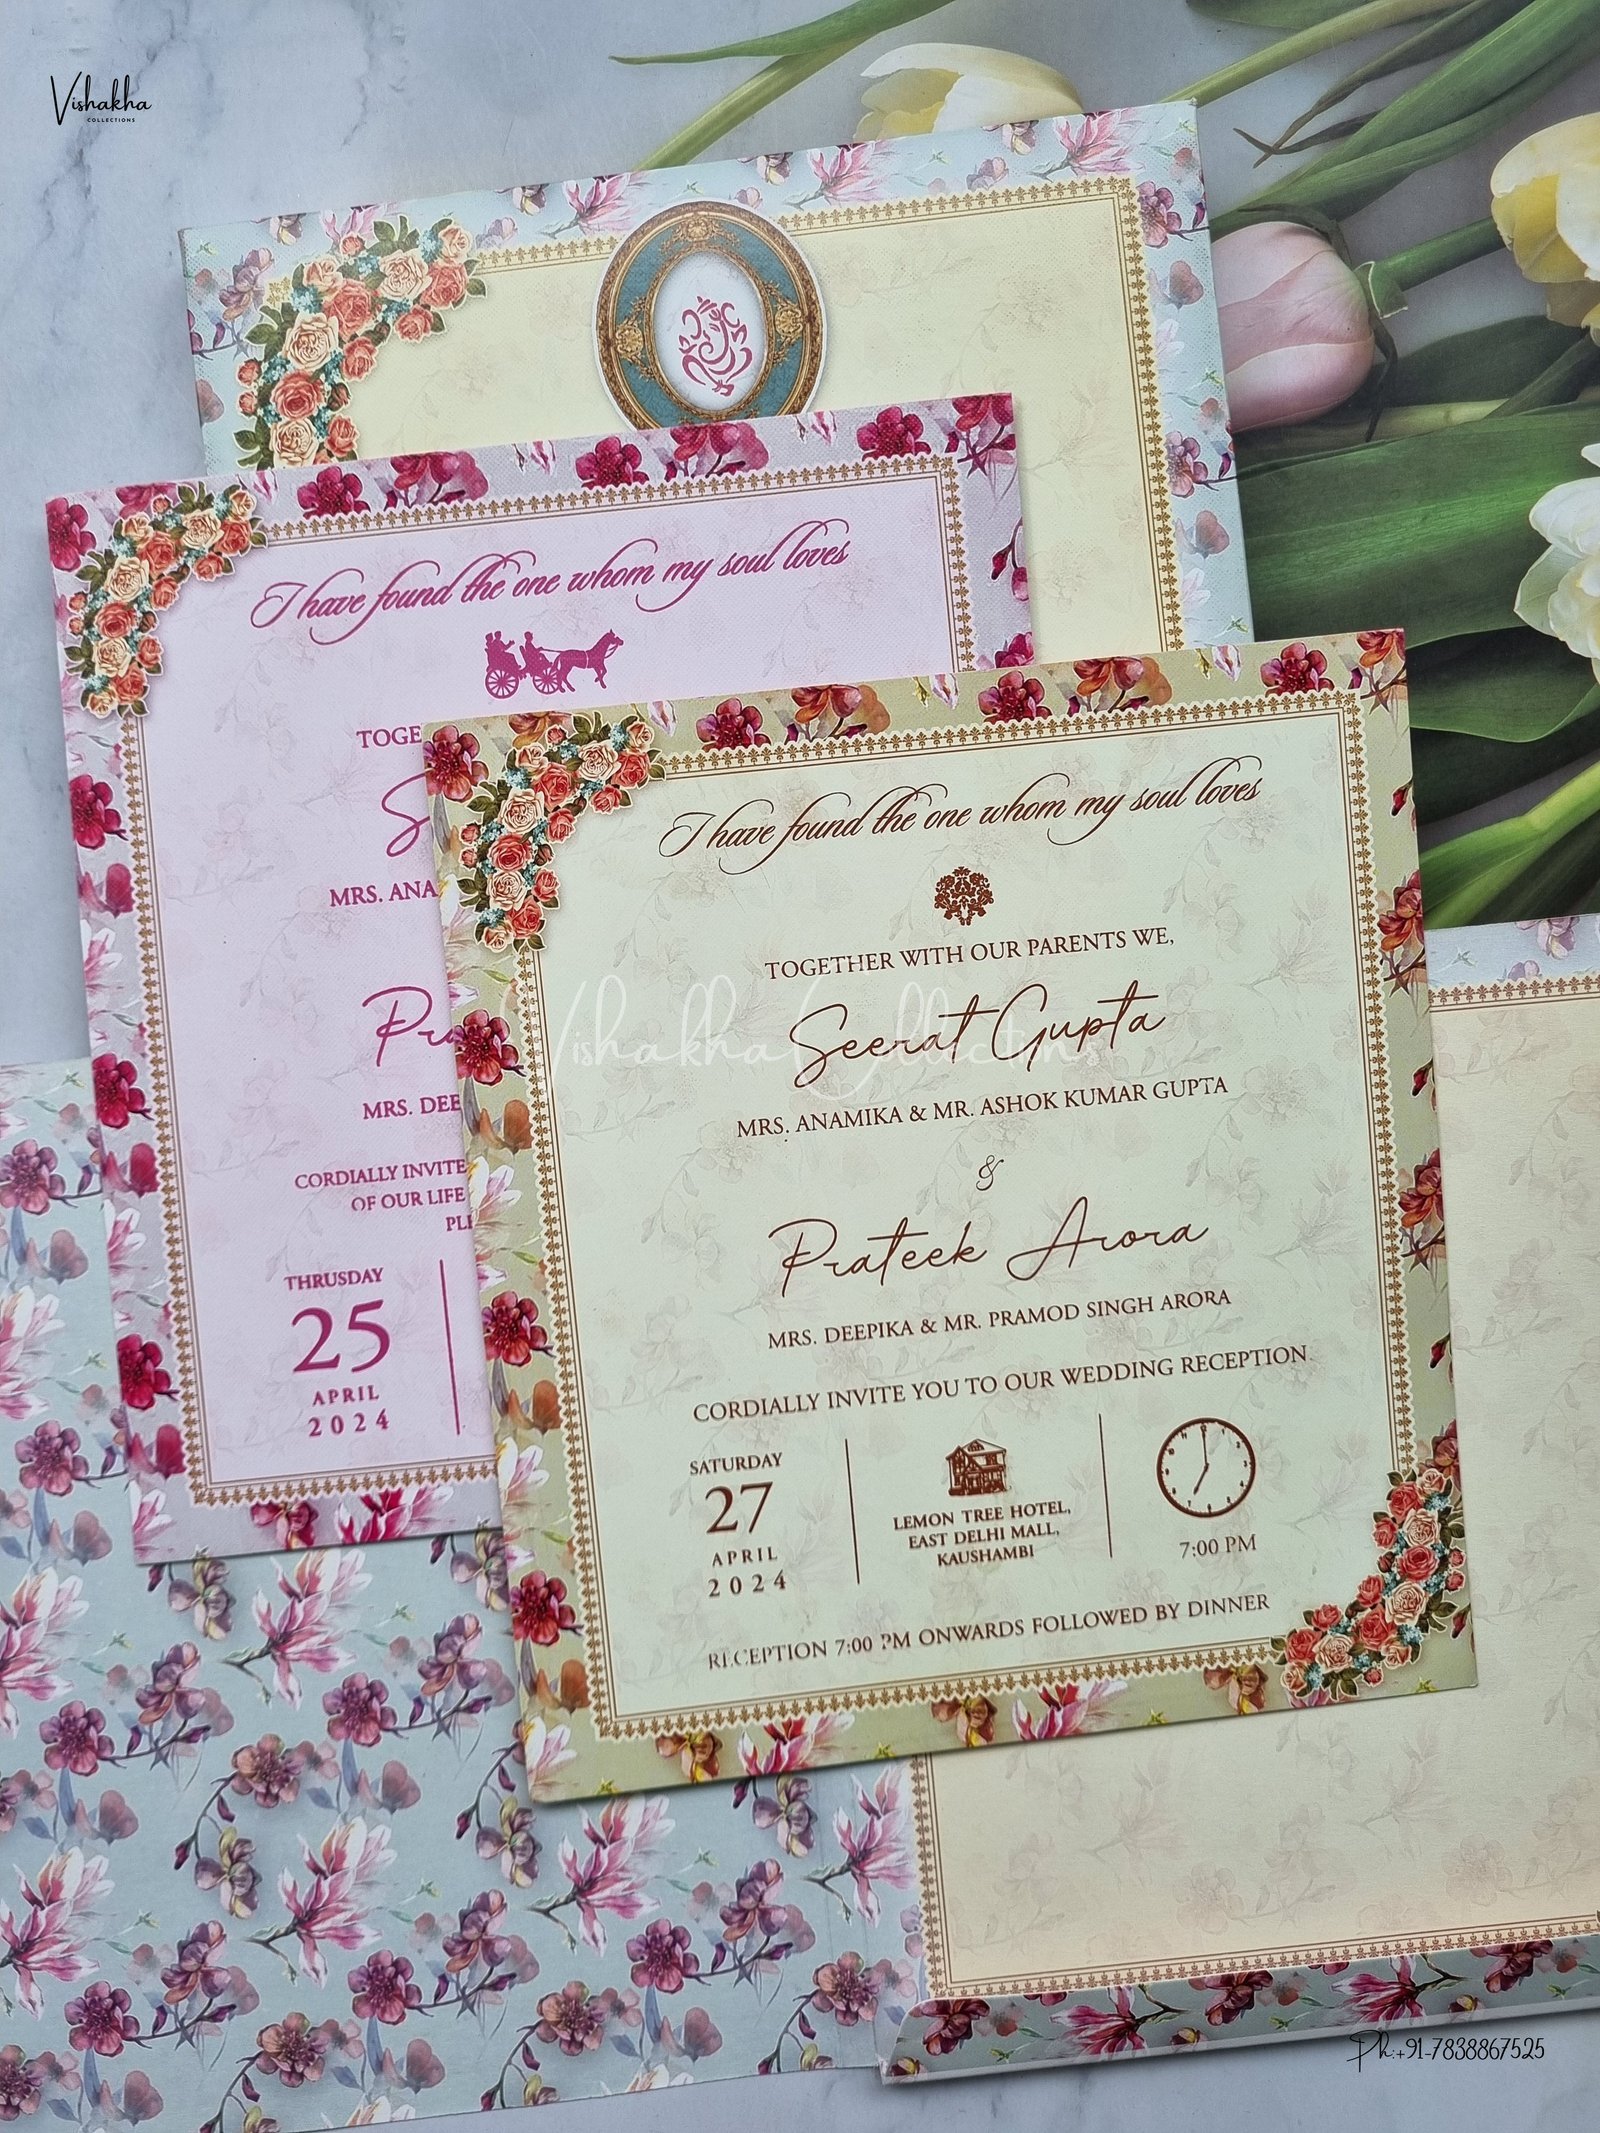 Vishakha
COLLECTIONS
I have found the one whom my soul loves
MRS. ANA
MRS. DEE
CORDIALLY INVITE
OF OUR LIFE
THRUSDAY
25
APRIL
2024
I have found the one whom my soul loves
TOGETHER WITH OUR PARENTS WE,
Seerat Gupta
MRS. ANAMIKA & MR. ASHOK KUMAR GUPTA
&
Prateek Arora
MRS. DEEPIKA & MR. PRAMOD SINGH ARORA
CORDIALLY INVITE YOU TO OUR WEDDING RECEPTION
SATURDAY
27
APRIL
2024
LEMON TREE HOTEL,
EAST DELHI MALL,
KAUSHAMBI
7:00 PM
RECEPTION 7:00 PM ONWARDS FOLLOWED BY DINNER
Vishakha Collections
Ph:+91-7838867525